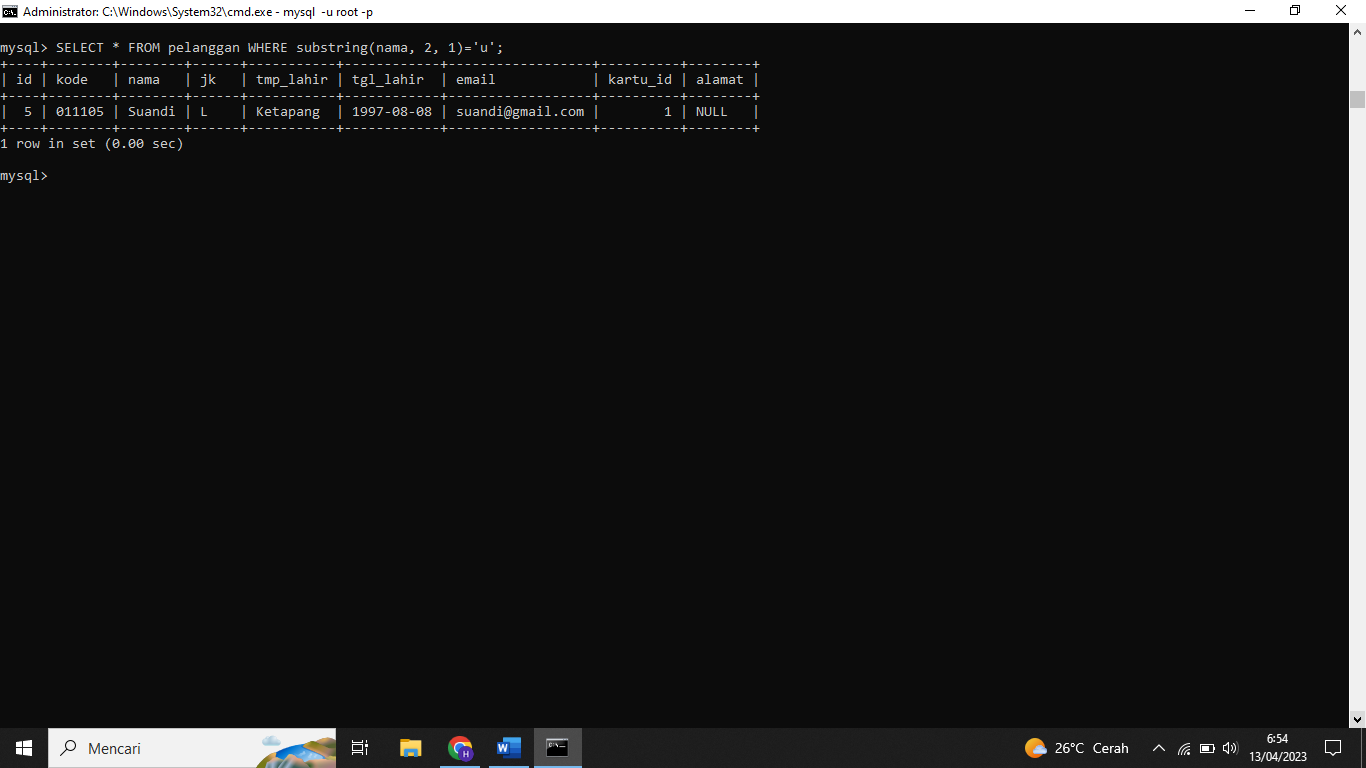 Administrator: C:\Windows\System32\cmd.exe - mysql  -u root -p
mysql> SELECT * FROM pelanggan WHERE substring(nama, 2, 1)='u';
+----+--------+--------+------+-----------+------------+------------------+----------+--------+
| id | kode   | nama   | jk   | tmp_lahir | tgl_lahir  | email            | kartu_id | alamat |
+----+--------+--------+------+-----------+------------+------------------+----------+--------+
|  5 | 011105 | Suandi | L    | Ketapang  | 1997-08-08 | suandi@gmail.com |        1 | NULL   |
+----+--------+--------+------+-----------+------------+------------------+----------+--------+
1 row in set (0.00 sec)
mysql>
Mencari
26°C Cerah
6:54
13/04/2023